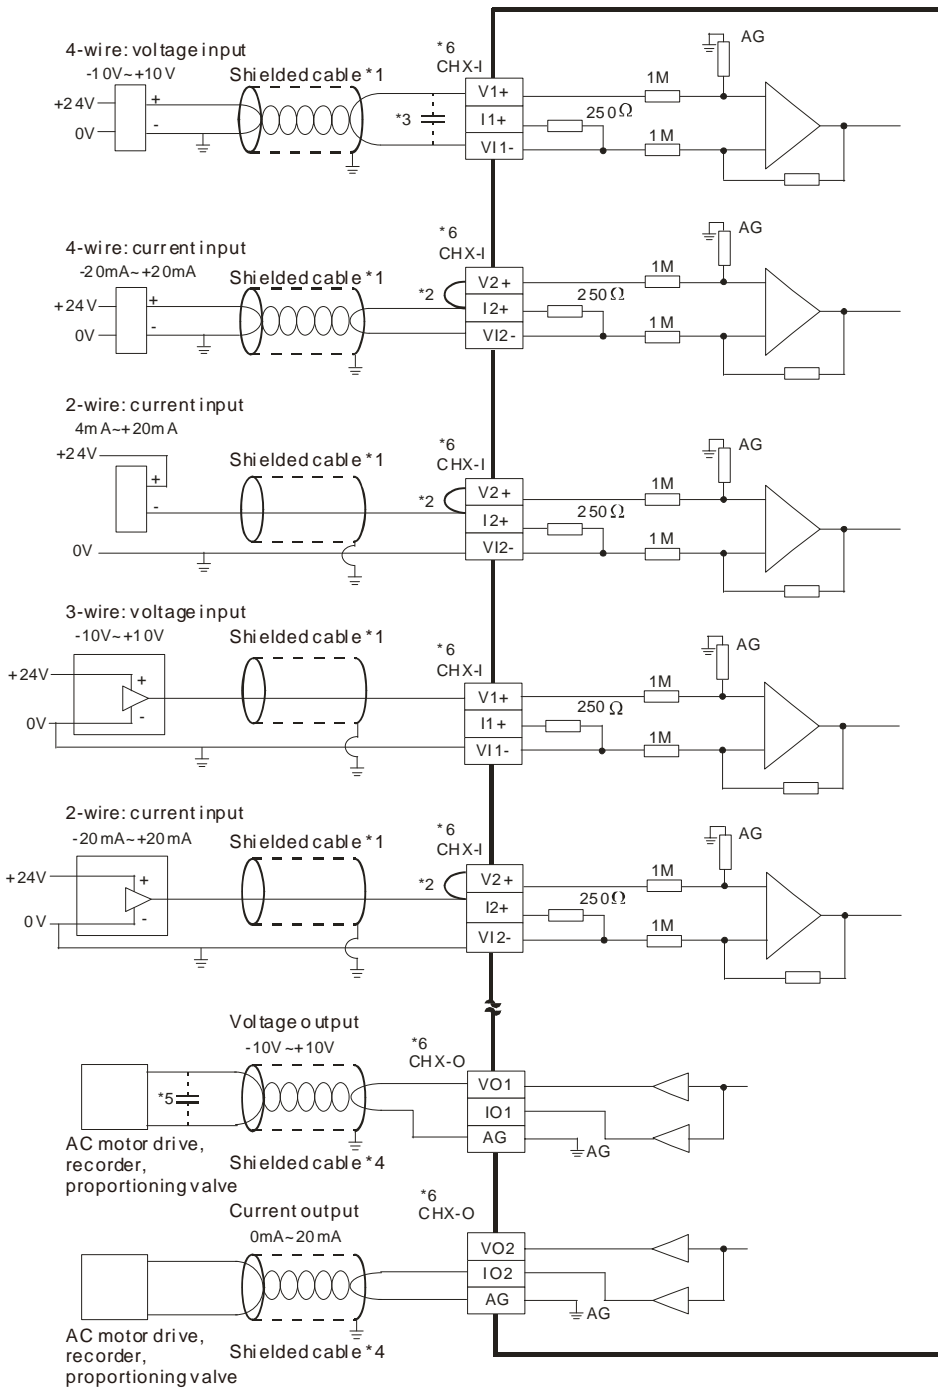 4-wire: voltage input
-10V~+10V
+24V
0V
+
-
Shielded cable *1
*3
*6
CHX-I
V1+
I1+
VI1-
250Ω
1M
1M
AG
4-wire: current input
-20mA~+20mA
+24V
0V
+
-
Shielded cable *1
*2
*6
CHX-I
V2+
I2+
VI2-
250Ω
1M
1M
AG
2-wire: current input
4mA~+20mA
+24V
0V
+
-
Shielded cable *1
*2
*6
CHX-I
V2+
I2+
VI2-
250Ω
1M
1M
AG
3-wire: voltage input
-10V~+10V
+24V
0V
+
-
Shielded cable *1
*6
CHX-I
V1+
I1+
VI1-
250Ω
1M
1M
AG
2-wire: current input
-20mA~+20mA
+24V
0V
+
-
Shielded cable *1
*2
*6
CHX-I
V2+
I2+
VI2-
250Ω
1M
1M
AG
Voltage output
-10V~+10V
*5
*6
CHX-O
VO1
IO1
AG
AG
AC motor drive,
recorder,
proportioning valve
Shielded cable *4
Current output
0mA~20mA
*6
CHX-O
VO2
IO2
AG
AG
AC motor drive,
recorder,
proportioning valve
Shielded cable *4